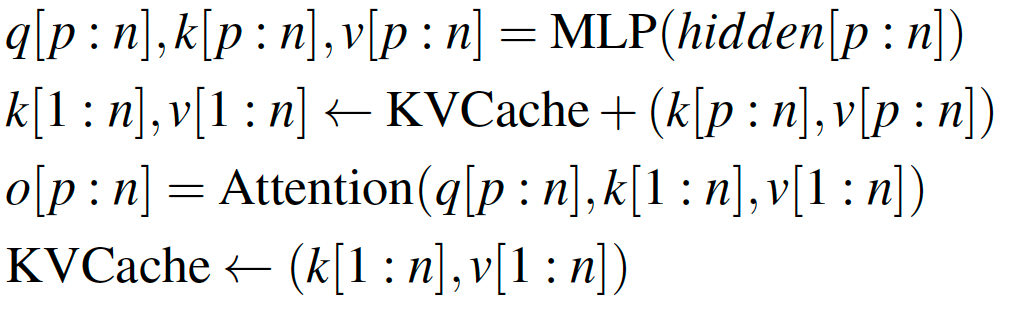 q[p : n], k[p : n], v[p : n] = MLP(hidden[p : n])
k[1 : n], v[1 : n] ← KVCache + (k[p : n], v[p : n])
o[p : n] = Attention(q[p : n], k[1 : n], v[1 : n])
KVCache ← (k[1 : n], v[1 : n])